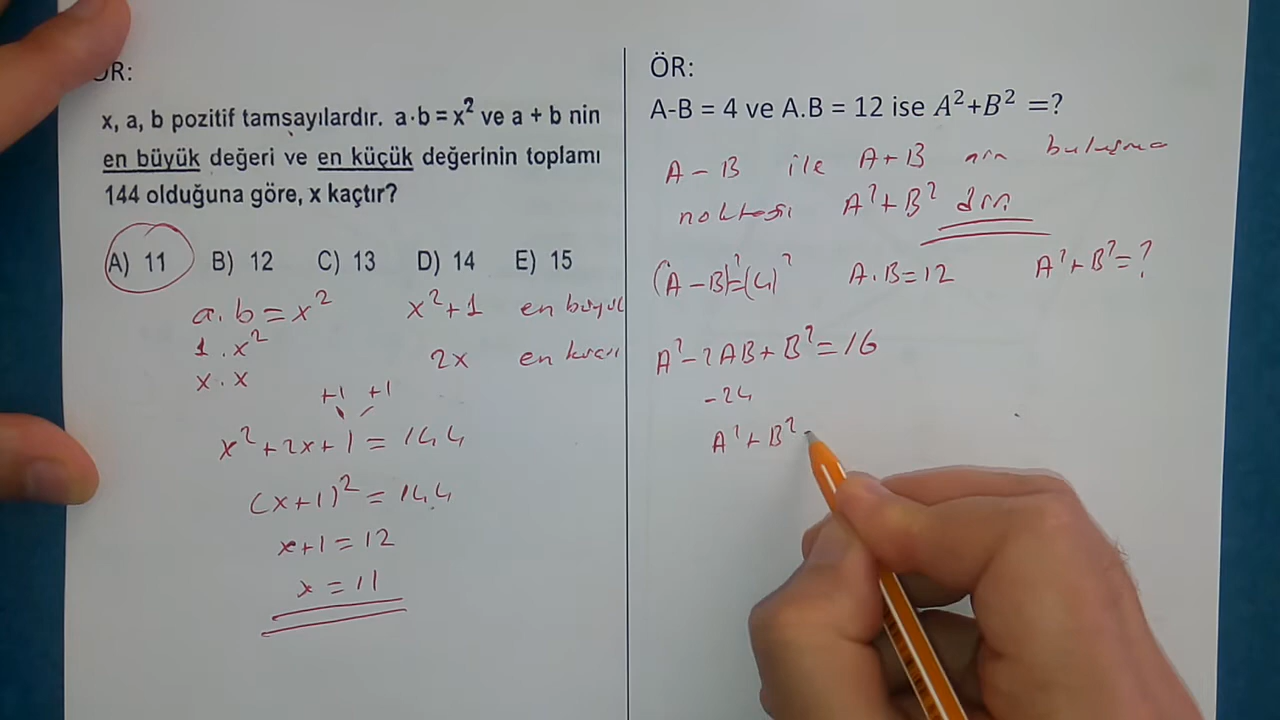 ÖR:
x, a, b pozitif tamsayılardır. a·b = x² ve a + b nin
en büyük değeri ve en küçük değerinin toplamı
144 olduğuna göre, x kaçtır?
A) 11 B) 12 C) 13 D) 14 E) 15
a.b = x² x²+1 en büyük
1.x²
x.x 2x en küçük
+1 +1
x²+2x+1 = 144
(x+1)² = 144
x+1 = 12
x = 11
ÖR:
A-B = 4 ve A.B = 12 ise A²+B² =?
A-B ile A+B nin buluşma
noktası A²+B² dir
(A-B)²=(4)² A.B=12 A²+B²=?
A²-2AB+B²=16
-24
A²+B²